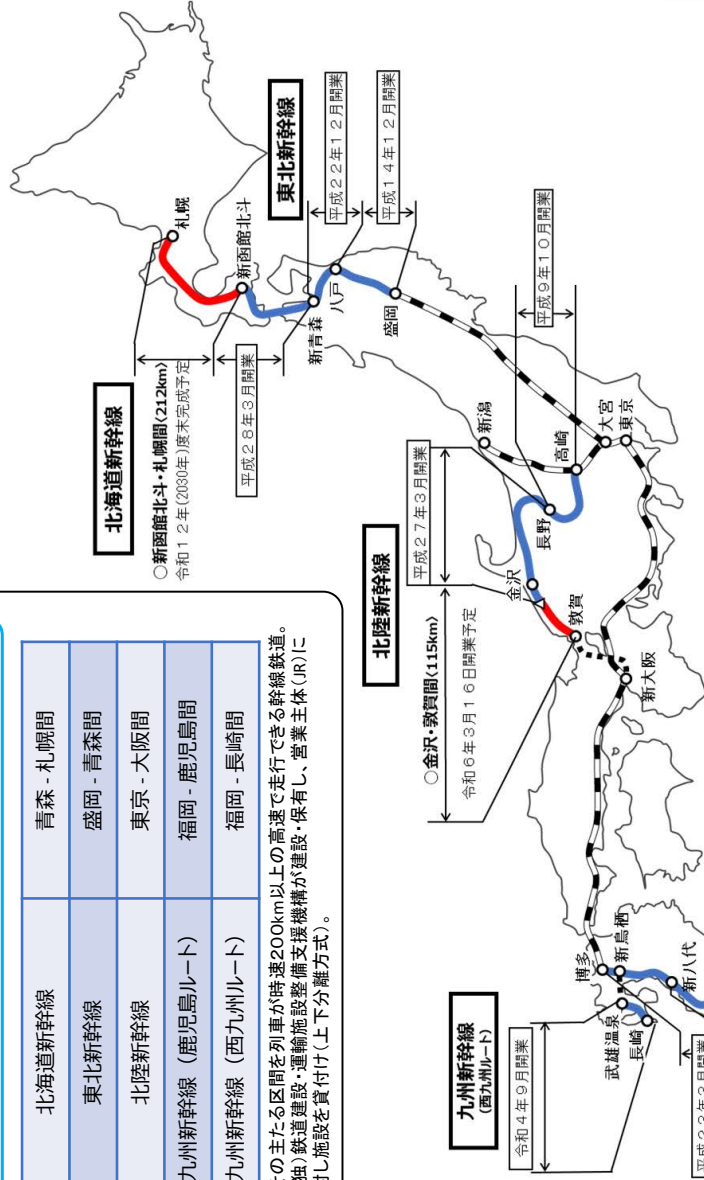 北海道新幹線
青森 - 札幌間
東北新幹線
盛岡 - 青森間
北陸新幹線
東京 - 大阪間
九州新幹線（鹿児島ルート）
福岡 - 鹿児島間
九州新幹線（西九州ルート）
福岡 - 長崎間
の主たる区間を列車が時速200km以上の高速で走行できる幹線鉄道。
独）鉄道建設・運輸施設整備支援機構が建設・保有し、営業主体（JR）に
し施設を貸付け（上下分離方式）。
北海道新幹線
○新函館北斗・札幌間（212km）
令和１２年（2030年）度末完成予定
平成２８年３月開業
札幌
新函館北斗
東北新幹線
平成２２年１２月開業
平成１４年１２月開業
新青森
八戸
盛岡
北陸新幹線
○金沢・敦賀間（115km）
令和６年３月１６日開業予定
平成２７年３月開業
平成９年１０月開業
新潟
高崎
大宮
東京
長野
金沢
敦賀
新大阪
九州新幹線
（西九州ルート）
令和４年９月開業
博多
新鳥栖
武雄温泉
長崎
新八代